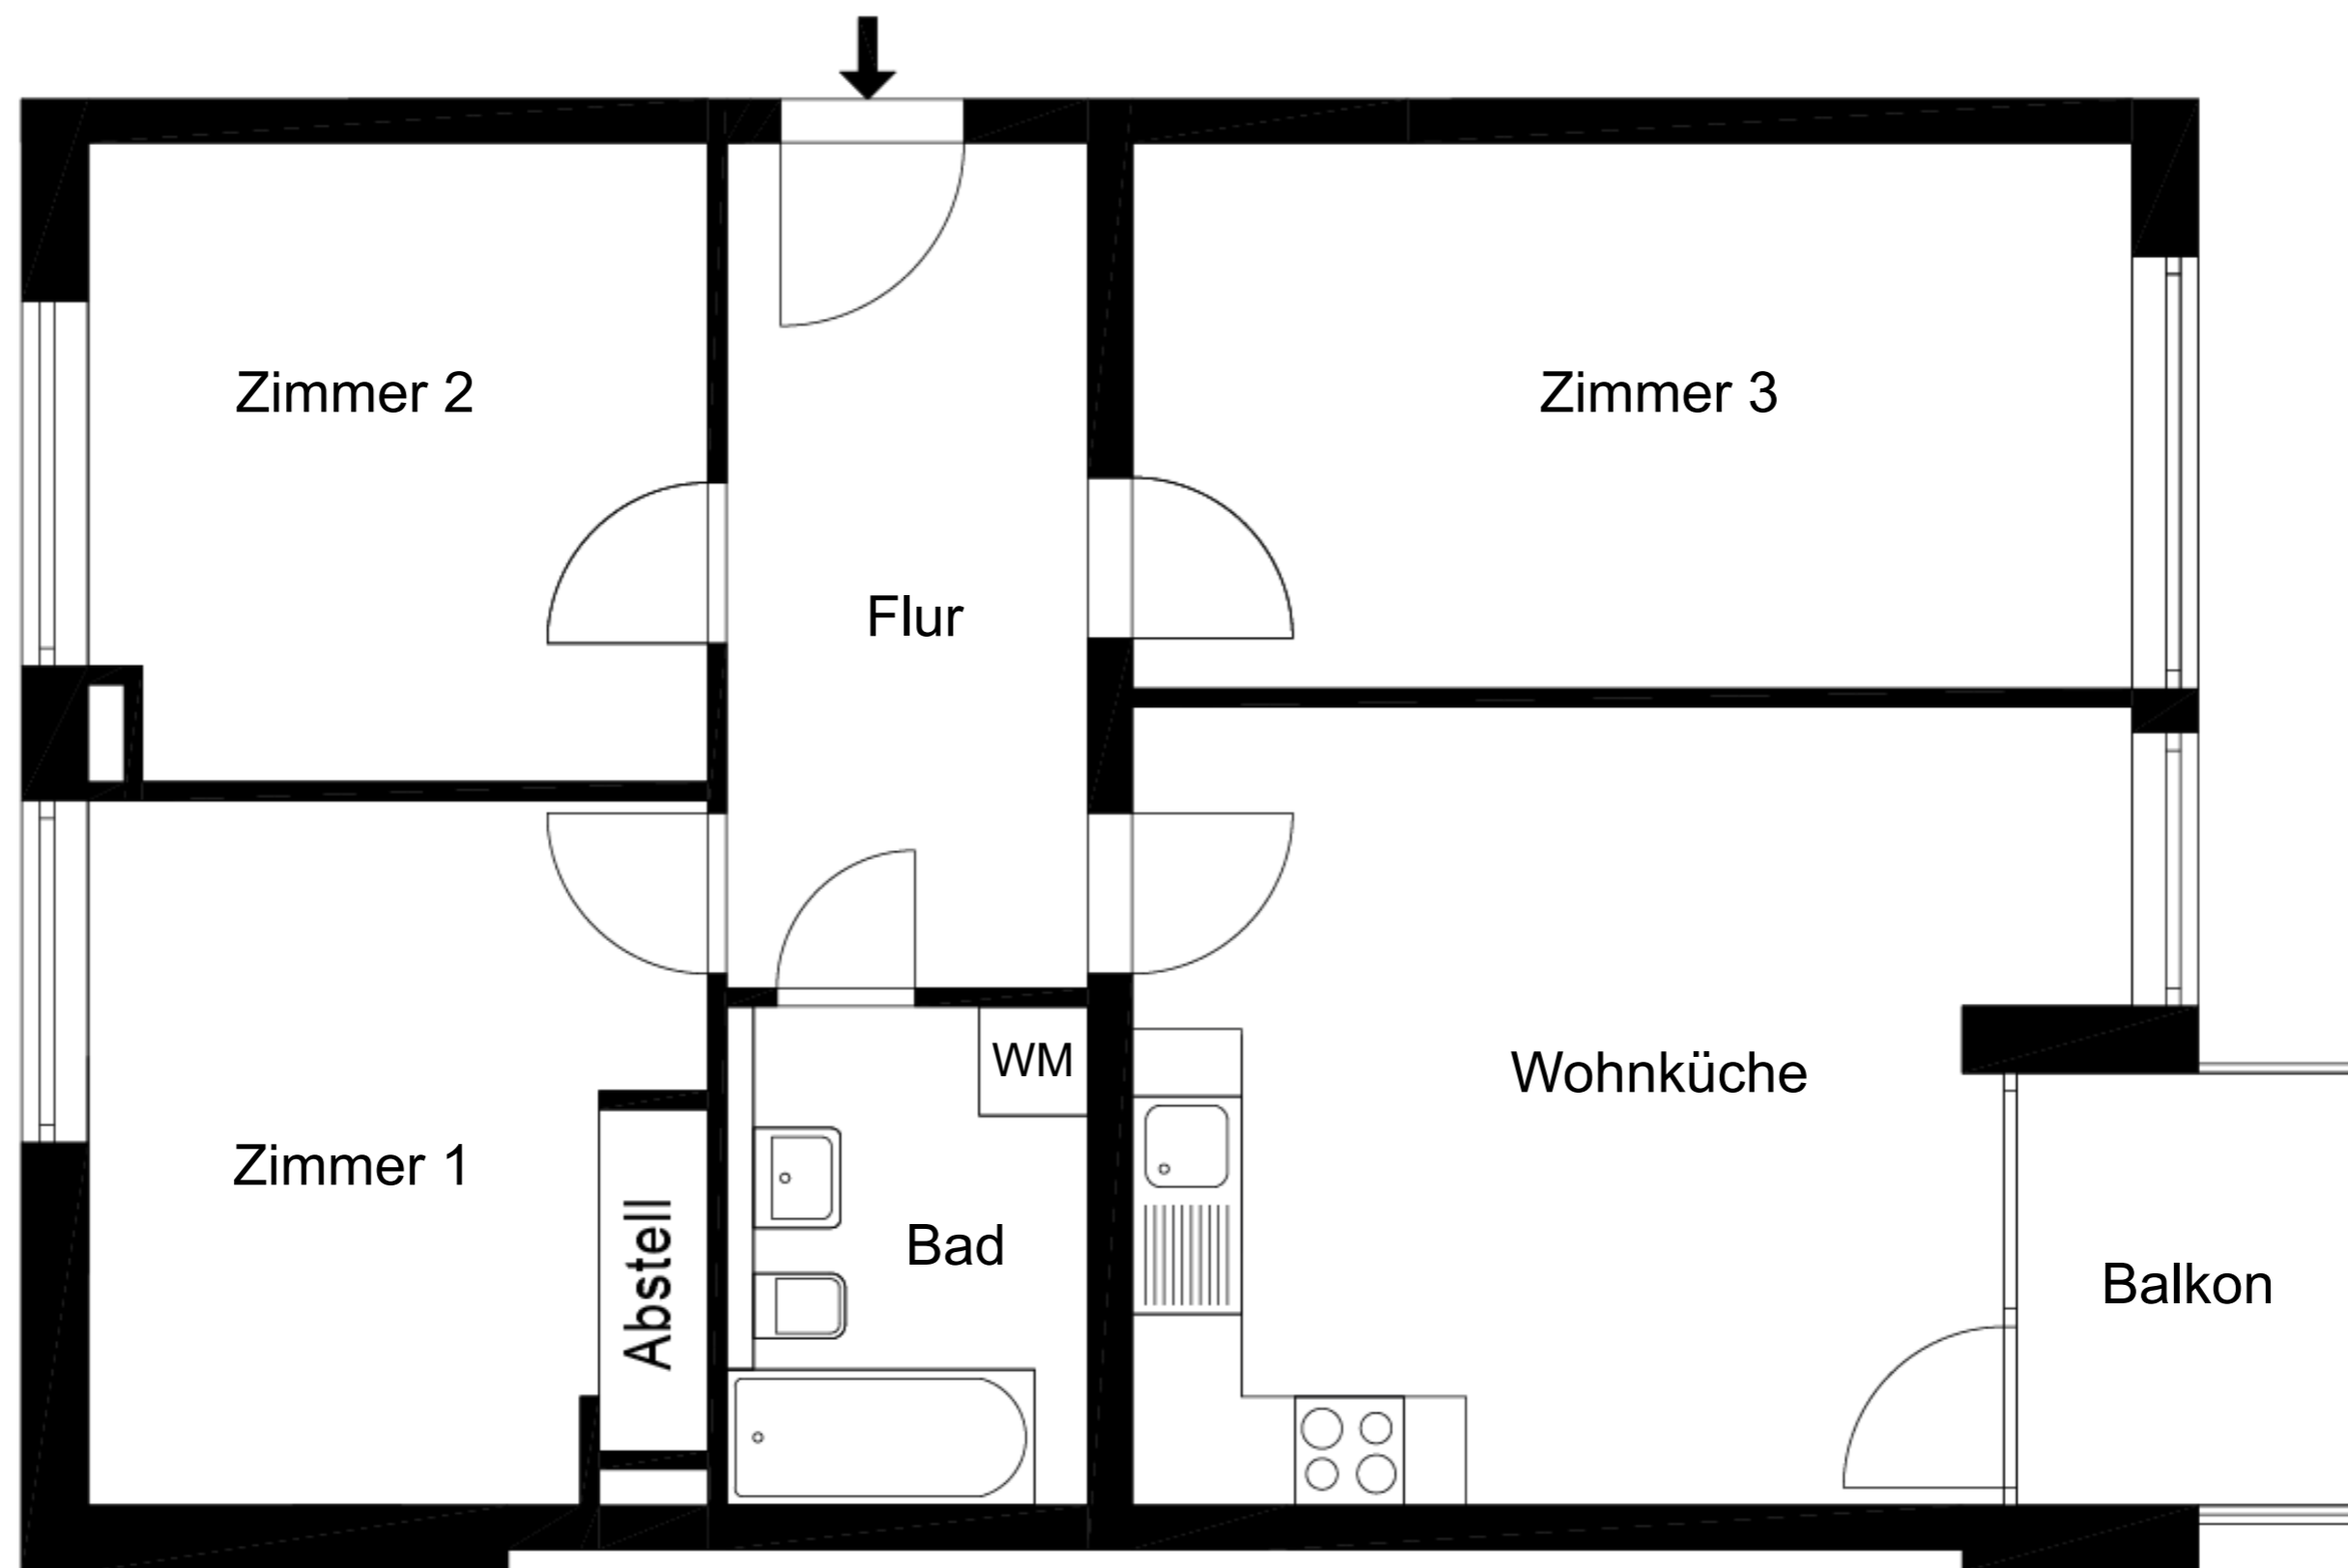 Zimmer 2
Zimmer 3
Flur
WM
Wohnküche
Zimmer 1
Abstell
Bad
Balkon